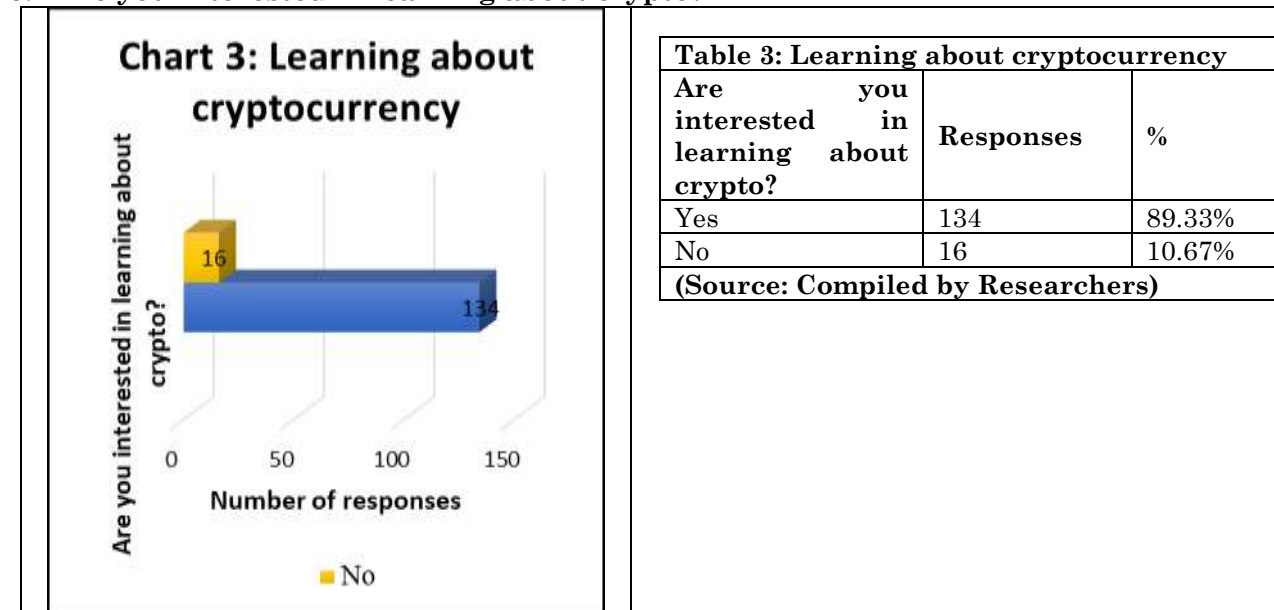 Chart 3: Learning about
cryptocurrency
Are you interested in learning about
crypto?
16
134
0 50 100 150
Number of responses
No
Table 3: Learning about cryptocurrency
Are you
interested in
learning about
crypto?
Responses
%
Yes 134 89.33%
No 16 10.67%
(Source: Compiled by Researchers)